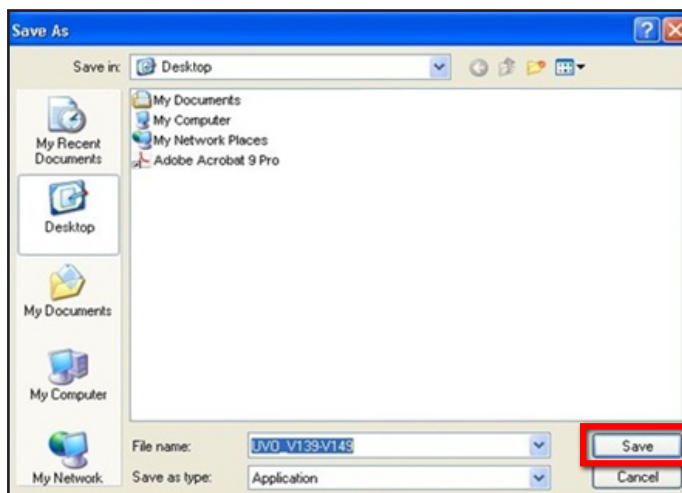 Save As
Save in:
Desktop
My Recent
Documents
Desktop
My Documents
My Computer
My Network
My Documents
My Computer
My Network Places
Adobe Acrobat 9 Pro
File name:
UVO_V139-V149
Save
Save as type:
Application
Cancel